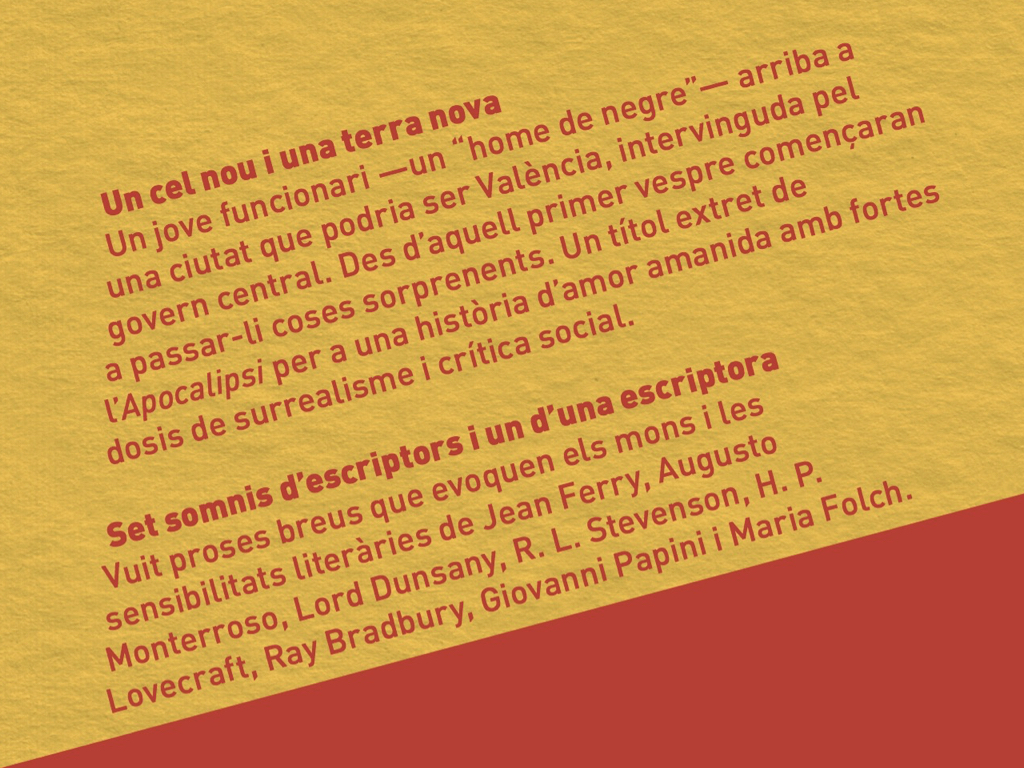 Un cel nou i una terra nova
Un jove funcionari —un “home de negre”— arriba a
una ciutat que podria ser València, intervinguda pel
govern central. Des d’aquell primer vespre començaran
a passar-li coses sorprenents. Un títol extret de
l’Apocalipsi per a una història d’amor amanida amb fortes
dosis de surrealisme i crítica social.
Set somnis d’escriptors i un d’una escriptora
Vuit proses breus que evoquen els mons i les
sensibilitats literàries de Jean Ferry, Augusto
Monterroso, Lord Dunsany, R. L. Stevenson, H. P.
Lovecraft, Ray Bradbury, Giovanni Papini i Maria Folch.